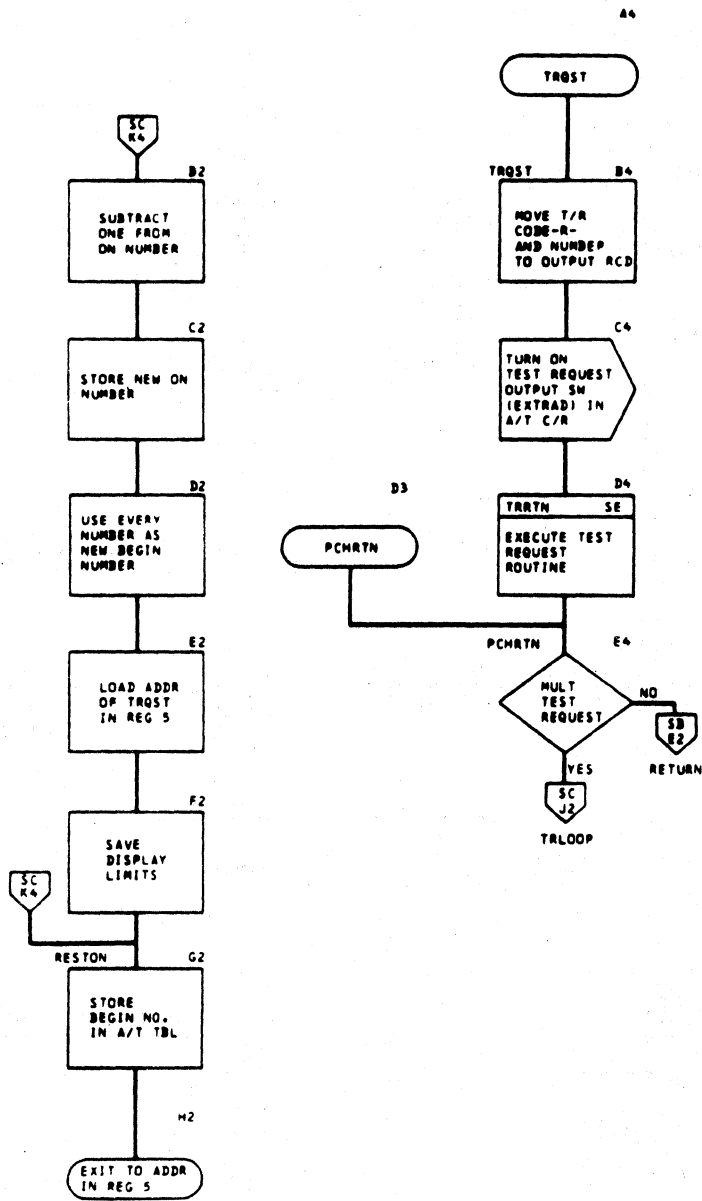 A4
TRQST
SC
K4
B2
SUBTRACT
ONE FROM
ON NUMBER
C2
STORE NEW ON
NUMBER
D2
USE EVERY
NUMBER AS
NEW BEGIN
NUMBER
E2
LOAD ADDR
OF TRQST
IN REG 5
F2
SAVE
DISPLAY
LIMITS
SC
K4
RESTON
G2
STORE
BEGIN NO.
IN A/T TBL
H2
EXIT TO ADDR
IN REG 5
D3
PCHRTN
TRQST
B4
MOVE T/R
CODE-R-
AND NUMBER
TO OUTPUT RCD
C4
TURN ON
TEST REQUEST
OUTPUT SW
(EXTRAD) IN
A/T C/R
D4
TRRTN SE
EXECUTE TEST
REQUEST
ROUTINE
PCHRTN
E4
MULT
TEST
REQUEST
NO
SB
E2
RETURN
YES
SC
J2
TRLOOP